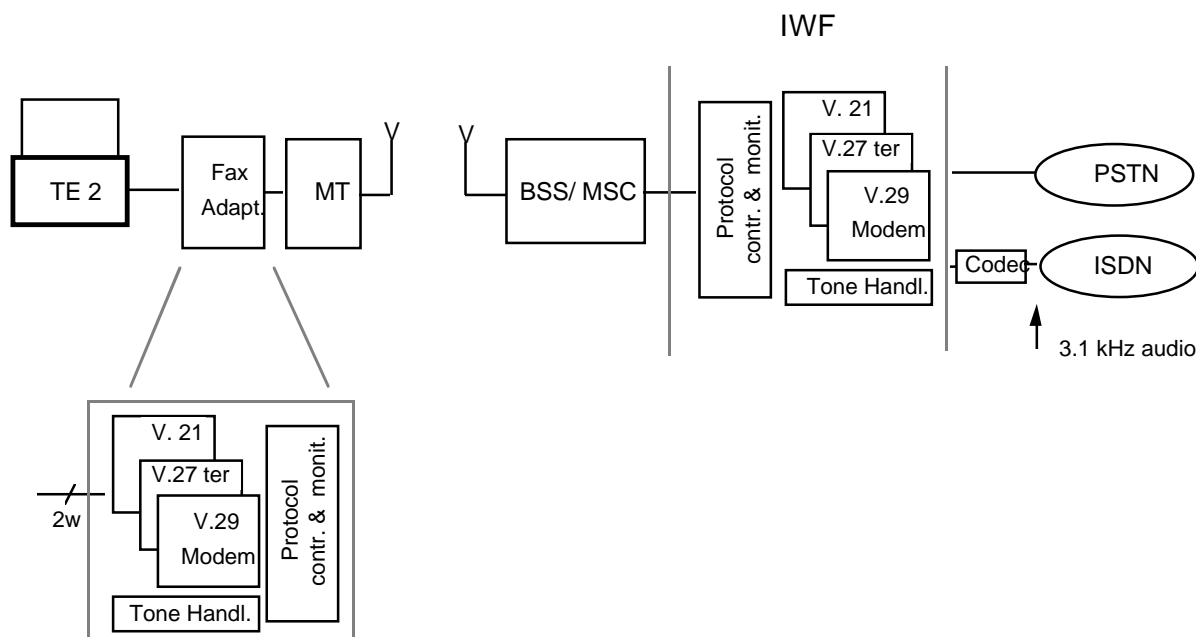 IWF
TE 2
Fax
Adapt.
MT
BSS/ MSC
Protocol
contr. & monit.
V. 21
V.27 ter
V.29
Modem
Tone Handl.
PSTN
Codec
ISDN
3.1 kHz audio
2w
V. 21
V.27 ter
V.29
Modem
Tone Handl.
Protocol
contr. & monit.